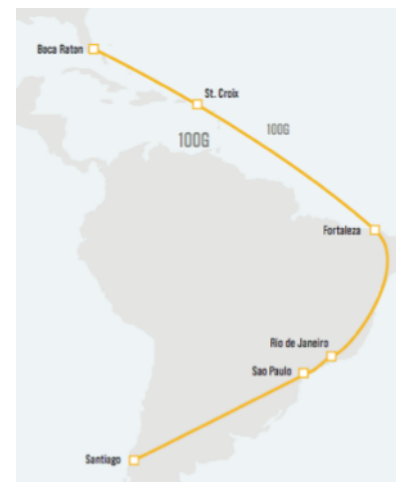 Boca Raton
St. Croix
100G
100G
Fortaleza
Rio de Janeiro
Sao Paulo
Santiago